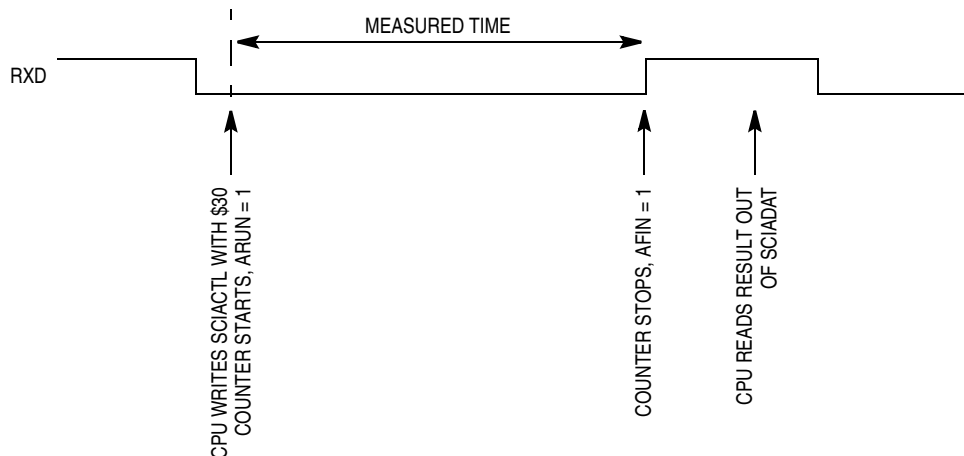 MEASURED TIME
RXD
CPU WRITES SCIACTL WITH $30
COUNTER STARTS, ARUN = 1
COUNTER STOPS, AFIN = 1
CPU READS RESULT OUT
OF SCIADAT